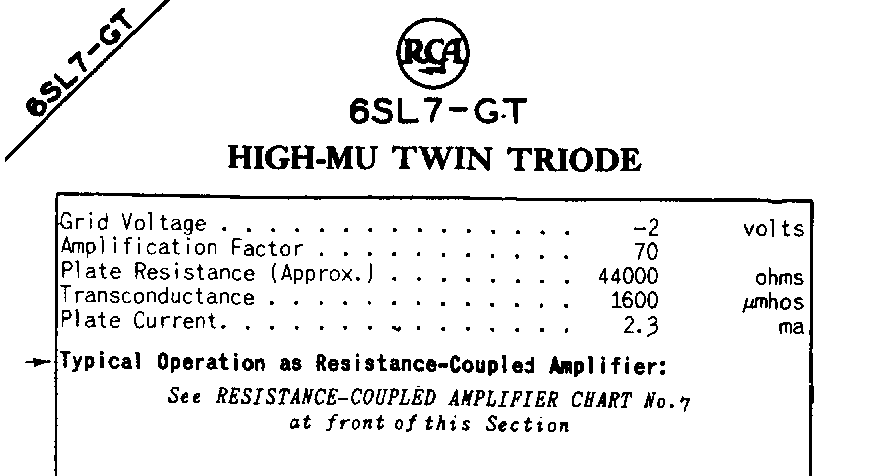 6SL7-GT
RCA
6SL7-GT
HIGH-MU TWIN TRIODE
Grid Voltage . . . . . . . . . . . . . . . -2 volts
Amplification Factor . . . . . . . . . . . 70
Plate Resistance (Approx.) . . . . . . . . 44000 ohms
Transconductance . . . . . . . . . . . . . 1600 µmhos
Plate Current. . . . . . . . . . . . . . . 2.3 ma
→ Typical Operation as Resistance-Coupled Amplifier:
See RESISTANCE-COUPLED AMPLIFIER CHART No.7
at front of this Section